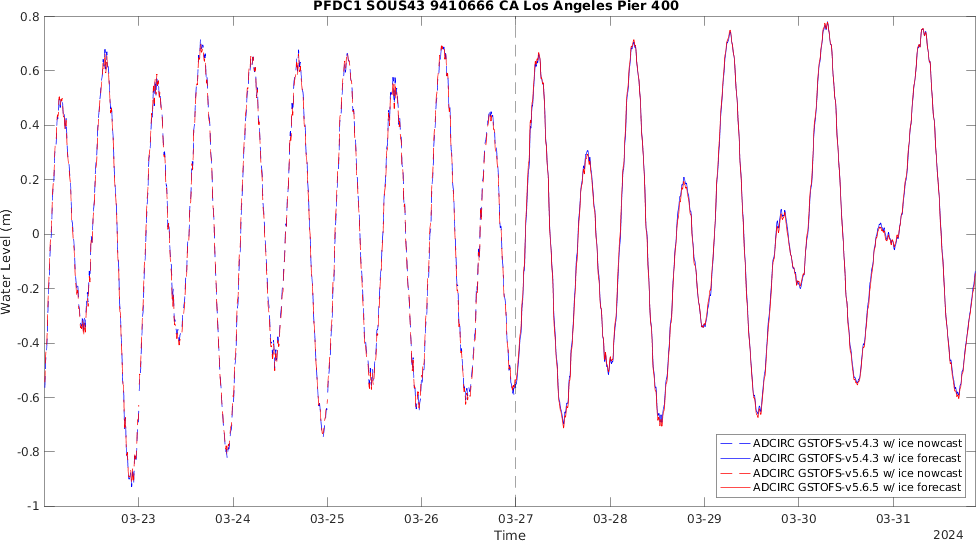 PFDC1 SOUS43 9410666 CA Los Angeles Pier 400
Water Level (m)
0.8
0.6
0.4
0.2
0
-0.2
-0.4
-0.6
-0.8
-1
ADCIRC GSTOFS-v5.4.3 w/ ice nowcast
ADCIRC GSTOFS-v5.4.3 w/ ice forecast
ADCIRC GSTOFS-v5.6.5 w/ ice nowcast
ADCIRC GSTOFS-v5.6.5 w/ ice forecast
03-23 03-24 03-25 03-26 03-27 03-28 03-29 03-30 03-31
Time
2024